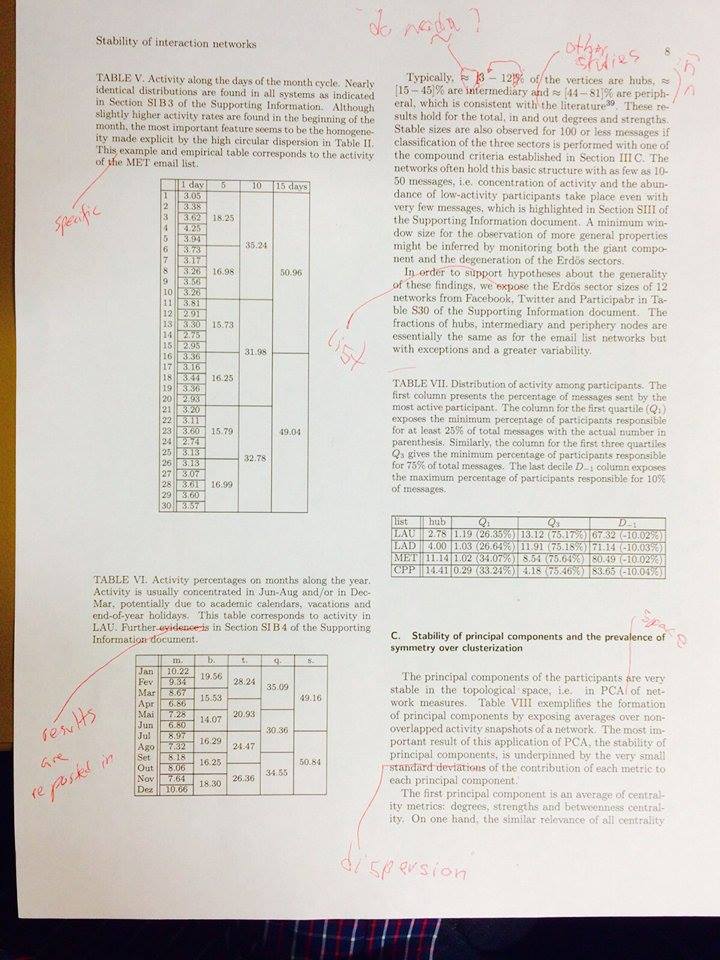 Stability of interaction networks
8
TABLE V. Activity along the days of the month cycle. Nearly
identical distributions are found in all systems as indicated
in Section SI B 3 of the Supporting Information. Although
slightly higher activity rates are found in the beginning of the
month, the most important feature seems to be the homogene-
ity made explicit by the high circular dispersion in Table II.
This example and empirical table corresponds to the activity
of the MET email list.
specific
1 day 5 10 15 days
1 3.05
2 3.38
3 3.62 18.25
4 4.25
5 3.94
6 3.73 35.24
7 3.17
8 3.26 16.98 50.96
9 3.56
10 3.26
11 3.81
12 2.91
13 3.30 15.73
14 2.75
15 2.95
16 3.36 31.98
17 3.16
18 3.44 16.25
19 3.36
20 2.93
21 3.20
22 3.11
23 3.60 15.79 49.04
24 2.74
25 3.13
26 3.13 32.78
27 3.07
28 3.61 16.99
29 3.60
30 3.57
TABLE VI. Activity percentages on months along the year.
Activity is usually concentrated in Jun-Aug and/or in Dec-
Mar, potentially due to academic calendars, vacations and
end-of-year holidays. This table corresponds to activity in
LAU. Further evidence is in Section SI B 4 of the Supporting
Information document.
results
are
reported in
m. b. t. q. s.
Jan 10.22 19.56
Fev 9.34 28.24
Mar 8.67 15.53 35.09
Apr 6.86 49.16
Mai 7.28 14.07 20.93
Jun 6.80
Jul 8.97 16.29 30.36
Ago 7.32 24.47
Set 8.18 16.25
Out 8.06 50.84
Nov 7.64 18.30 26.36 34.55
Dez 10.66
other
studies
Typically, ≈ [3 − 12]% of the vertices are hubs, ≈
[15 − 45]% are intermediary and ≈ [44−81]% are periph-
eral, which is consistent with the literature39. These re-
sults hold for the total, in and out degrees and strengths.
Stable sizes are also observed for 100 or less messages if
classification of the three sectors is performed with one of
the compound criteria established in Section III C. The
networks often hold this basic structure with as few as 10-
50 messages, i.e. concentration of activity and the abun-
dance of low-activity participants take place even with
very few messages, which is highlighted in Section SIII of
the Supporting Information document. A minimum win-
dow size for the observation of more general properties
might be inferred by monitoring both the giant compo-
nent and the degeneration of the Erdös sectors.
In order to support hypotheses about the generality
of these findings, we expose the Erdös sector sizes of 12
networks from Facebook, Twitter and Participabr in Ta-
ble S30 of the Supporting Information document. The
fractions of hubs, intermediary and periphery nodes are
essentially the same as for the email list networks but
with exceptions and a greater variability.
list
TABLE VII. Distribution of activity among participants. The
first column presents the percentage of messages sent by the
most active participant. The column for the first quartile (Q1)
exposes the minimum percentage of participants responsible
for at least 25% of total messages with the actual number in
parenthesis. Similarly, the column for the first three quartiles
Q3 gives the minimum percentage of participants responsible
for 75% of total messages. The last decile D−1 column exposes
the maximum percentage of participants responsible for 10%
of messages.
list hub Q1 Q3 D−1
LAU 2.78 1.19 (26.35%) 13.12 (75.17%) 67.32 (-10.02%)
LAD 4.00 1.03 (26.64%) 11.91 (75.18%) 71.14 (-10.03%)
MET 11.14 1.02 (34.07%) 8.54 (75.64%) 80.49 (-10.02%)
CPP 14.41 0.29 (33.24%) 4.18 (75.46%) 83.65 (-10.04%)
space
C. Stability of principal components and the prevalence of
symmetry over clusterization
The principal components of the participants are very
stable in the topological space, i.e. in PCA of net-
work measures. Table VIII exemplifies the formation
of principal components by exposing averages over non-
overlapped activity snapshots of a network. The most im-
portant result of this application of PCA, the stability of
principal components, is underpinned by the very small
standard deviations of the contribution of each metric to
each principal component.
The first principal component is an average of central-
ity metrics: degrees, strengths and betweenness central-
ity. On one hand, the similar relevance of all centrality
dispersion